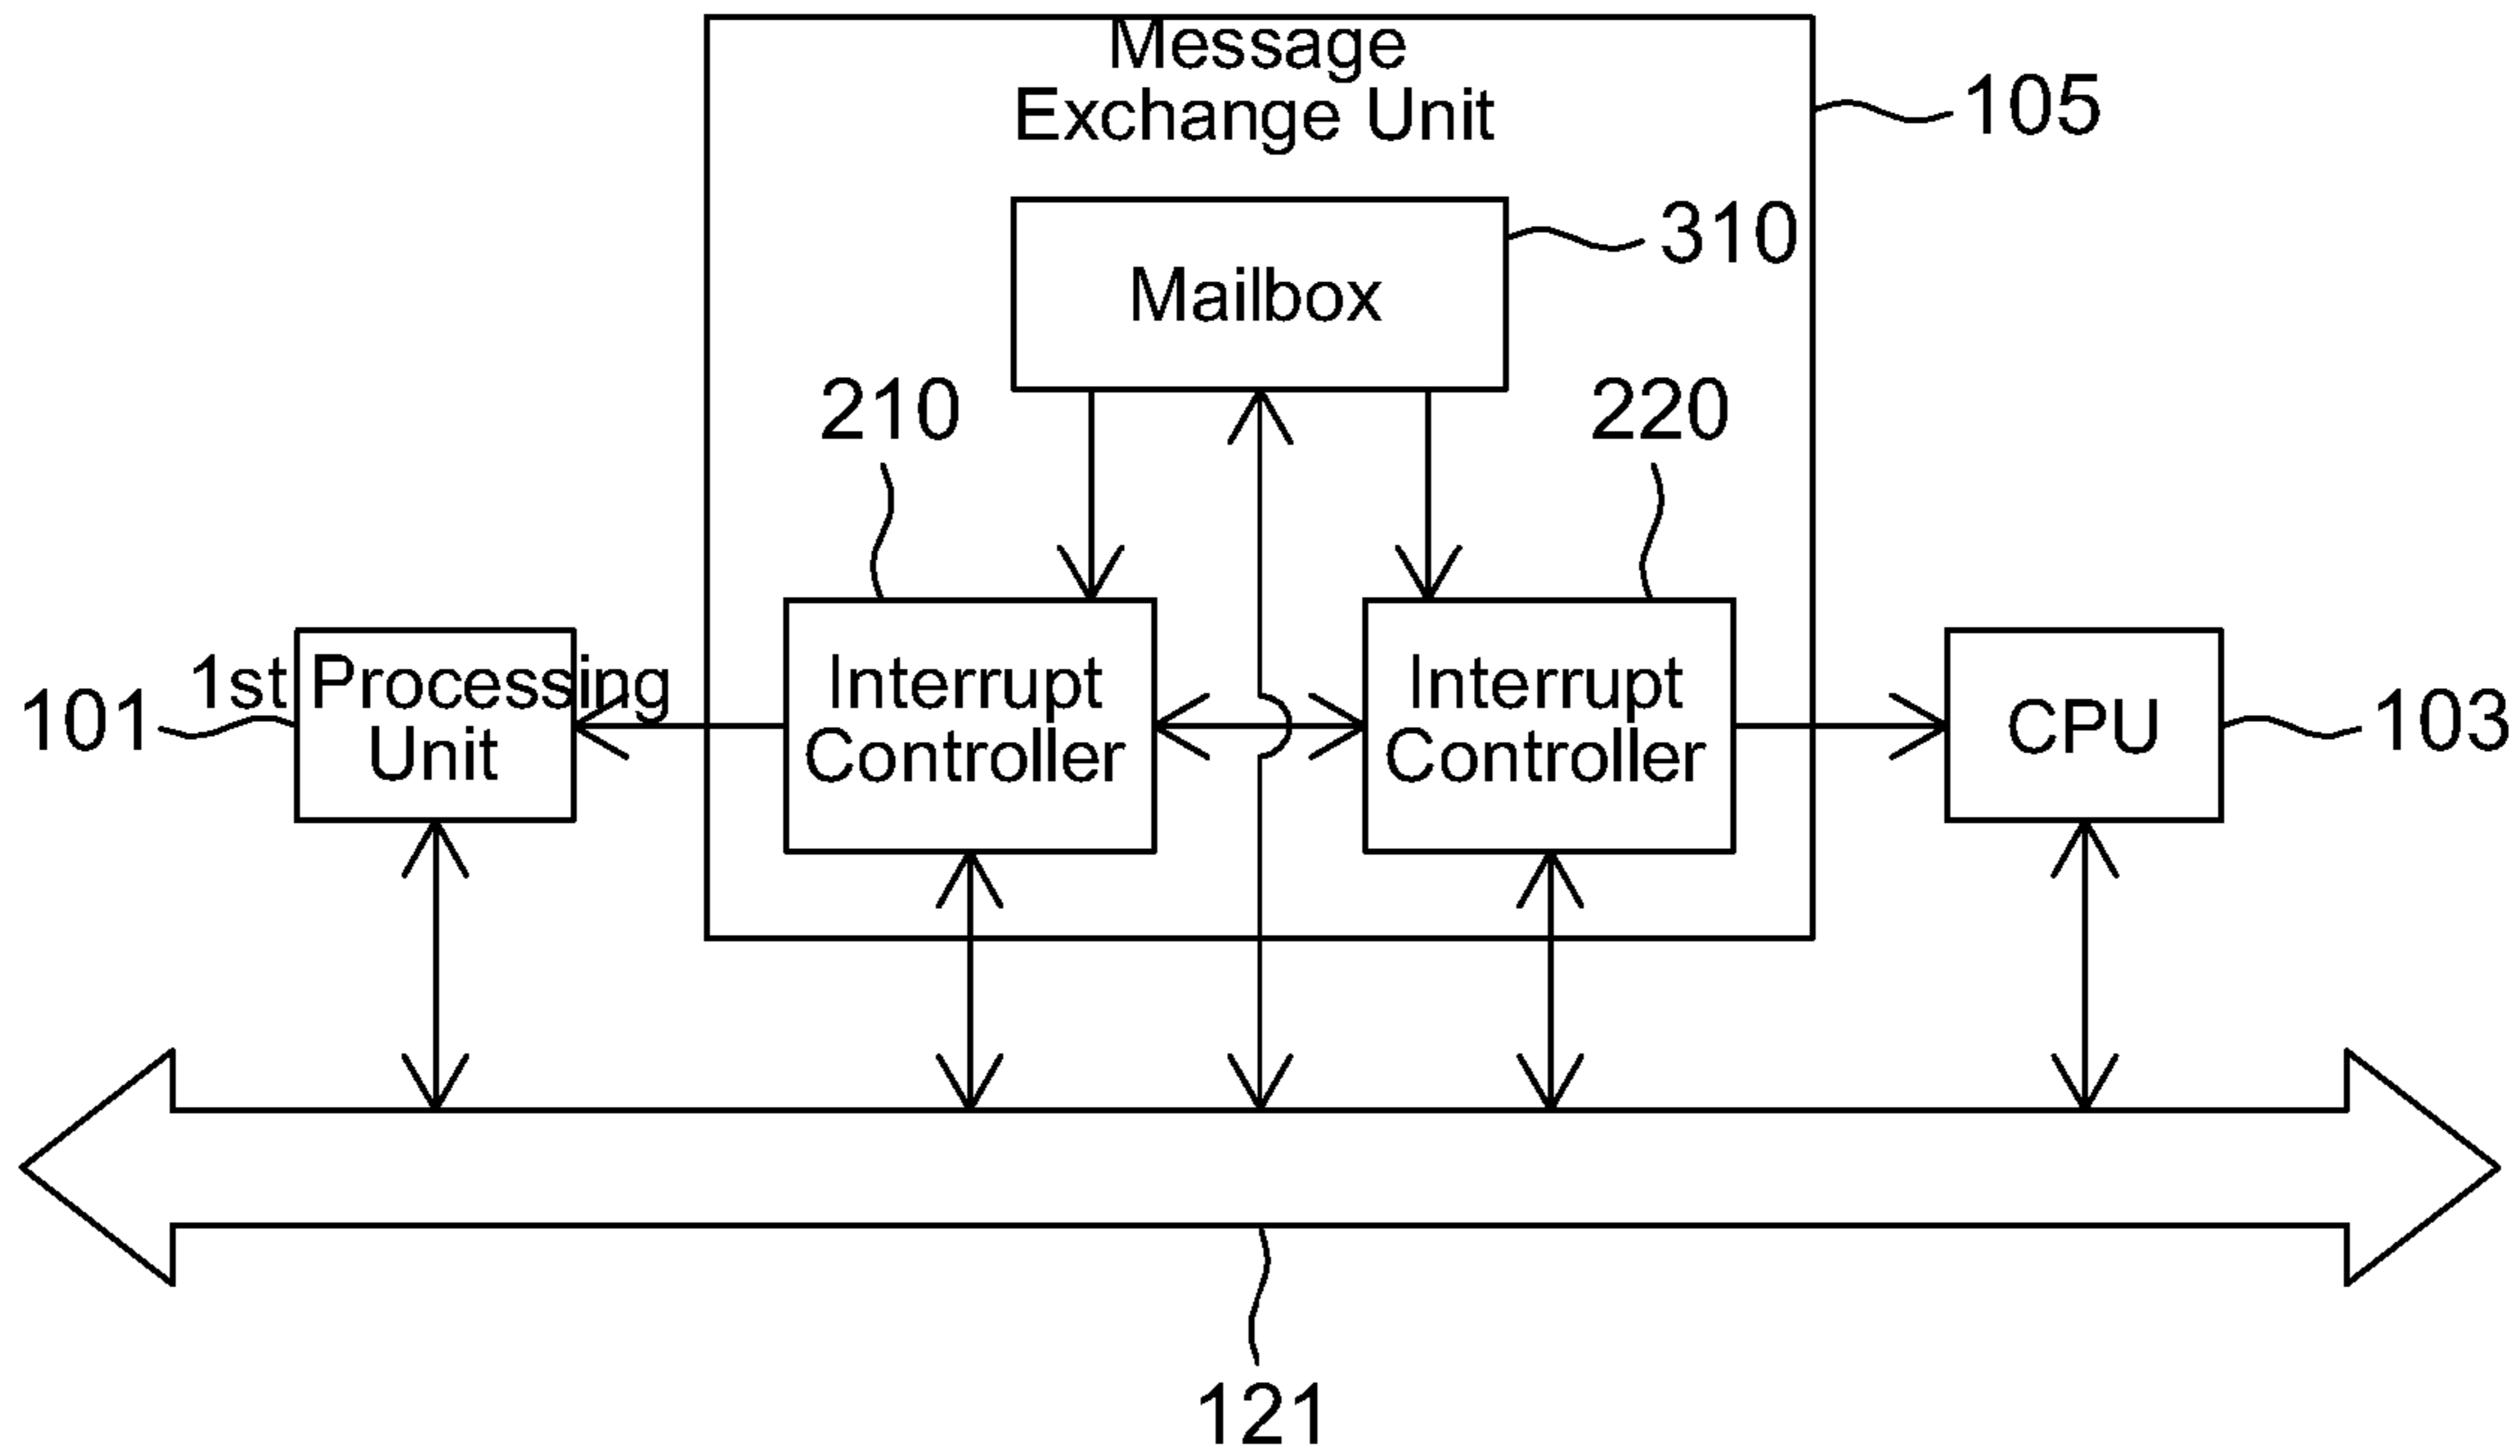 Message
Exchange Unit
105
310
Mailbox
210
220
1st Processing
Unit
101
Interrupt
Controller
Interrupt
Controller
CPU
103
121